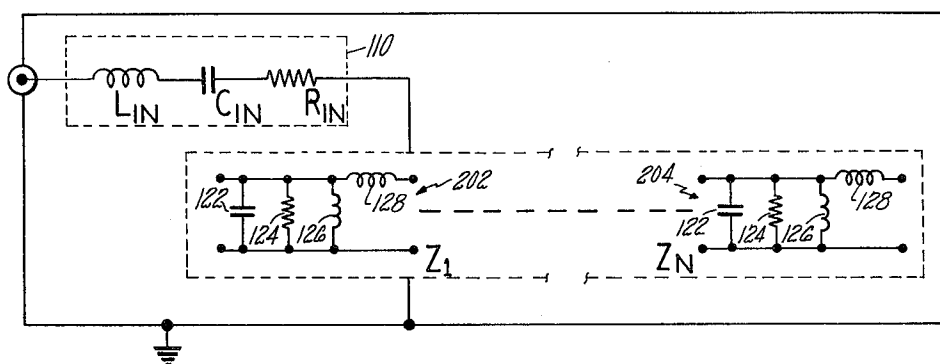 110
L_IN C_IN R_IN
122 124 126 128 202
Z_1
204 122 124 126 128
Z_N